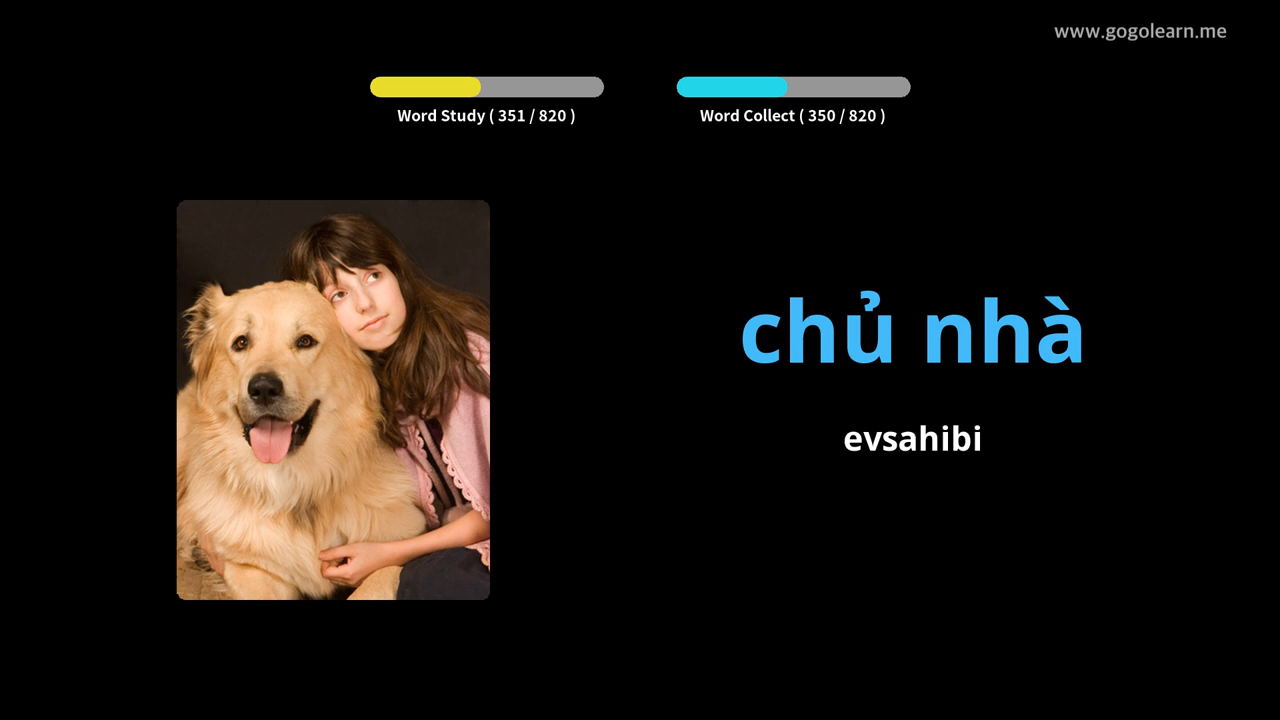 www.gogolearn.me
Word Study ( 351 / 820 )
Word Collect ( 350 / 820 )
chủ nhà
evsahibi